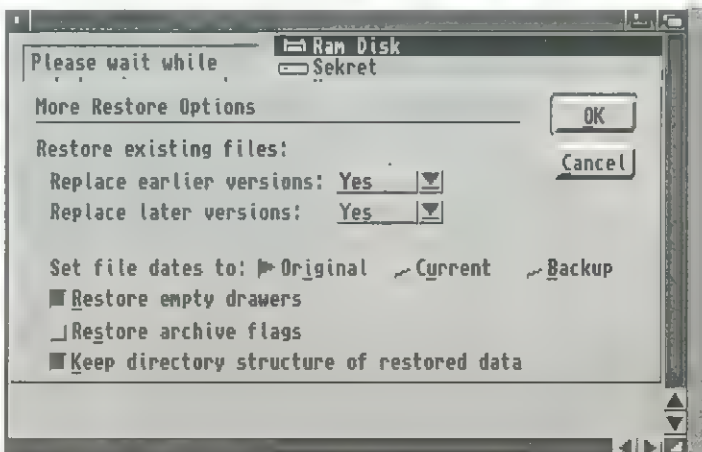 Ram Disk
Please wait while
Sekret
More Restore Options
OK
Restore existing files:
Cancel
Replace earlier versions: Yes
Replace later versions: Yes
Set file dates to: Original Current Backup
Restore empty drawers
Restore archive flags
Keep directory structure of restored data